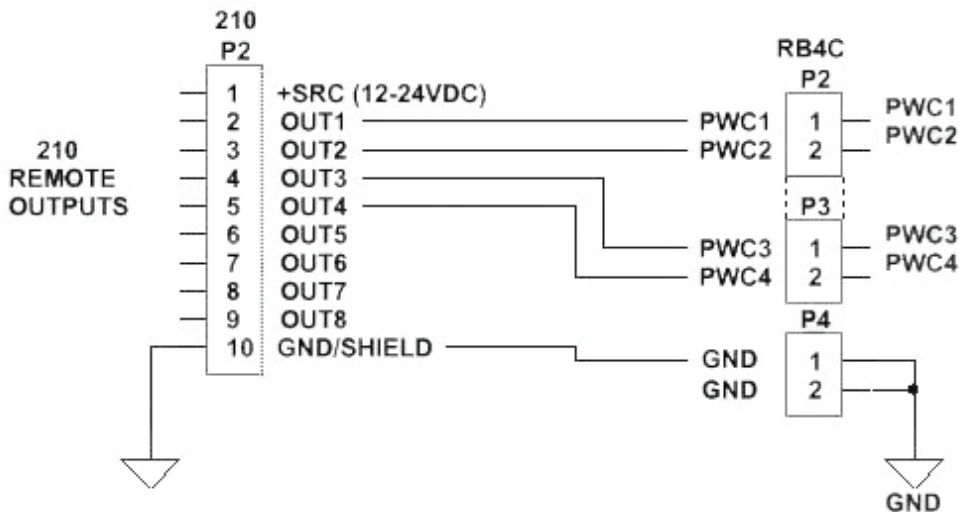 210
P2
210
REMOTE
OUTPUTS
1 +SRC (12-24VDC)
2 OUT1
3 OUT2
4 OUT3
5 OUT4
6 OUT5
7 OUT6
8 OUT7
9 OUT8
10 GND/SHIELD
RB4C
P2
PWC1 1 PWC1
PWC2 2 PWC2
P3
PWC3 1 PWC3
PWC4 2 PWC4
P4
GND 1
GND 2
GND